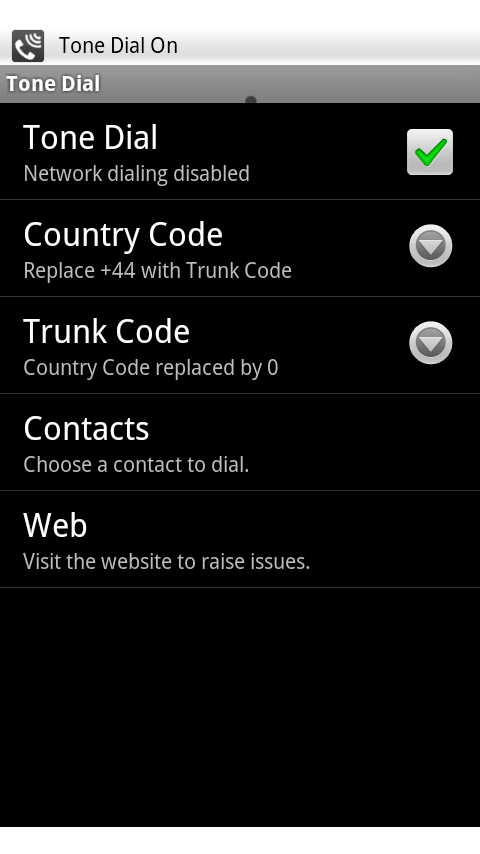 Tone Dial On
Tone Dial
Tone Dial
Network dialing disabled
Country Code
Replace +44 with Trunk Code
Trunk Code
Country Code replaced by 0
Contacts
Choose a contact to dial.
Web
Visit the website to raise issues.